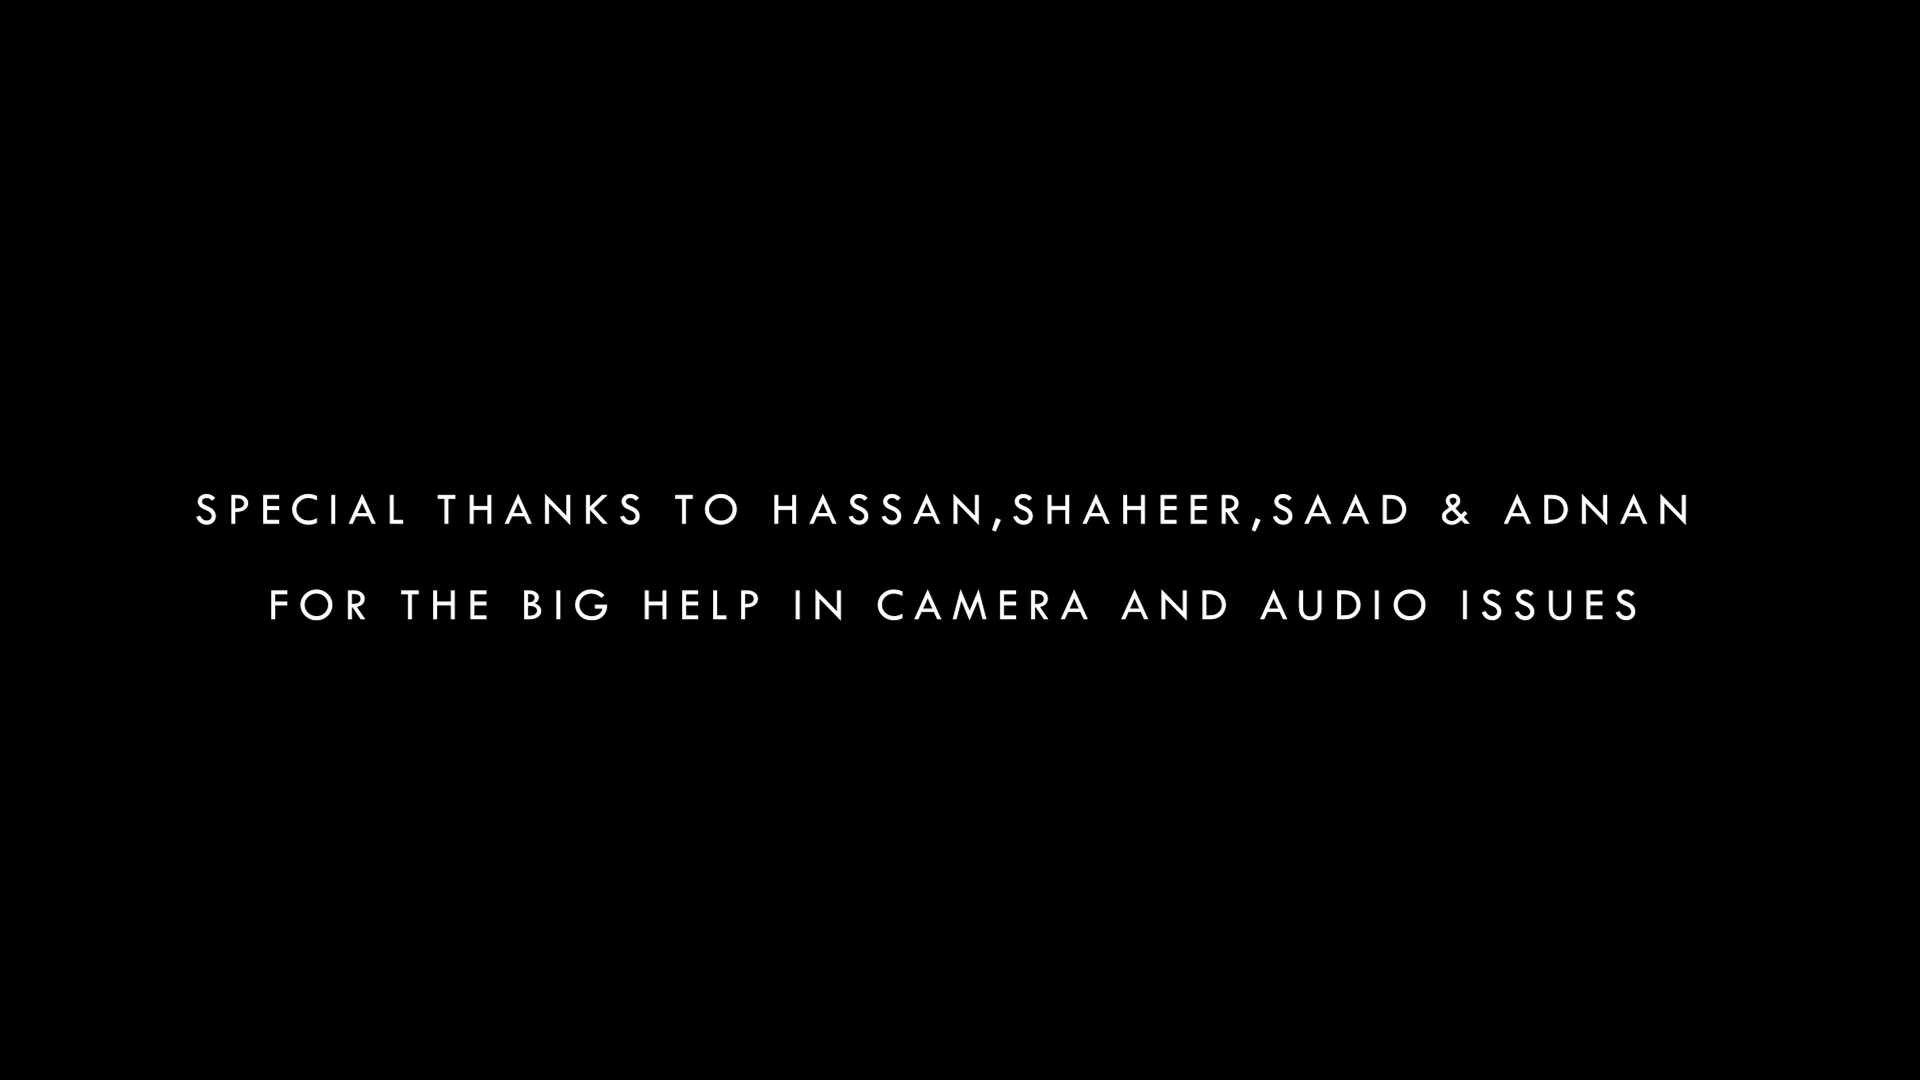 SPECIAL THANKS TO HASSAN,SHAHEER,SAAD & ADNAN
FOR THE BIG HELP IN CAMERA AND AUDIO ISSUES